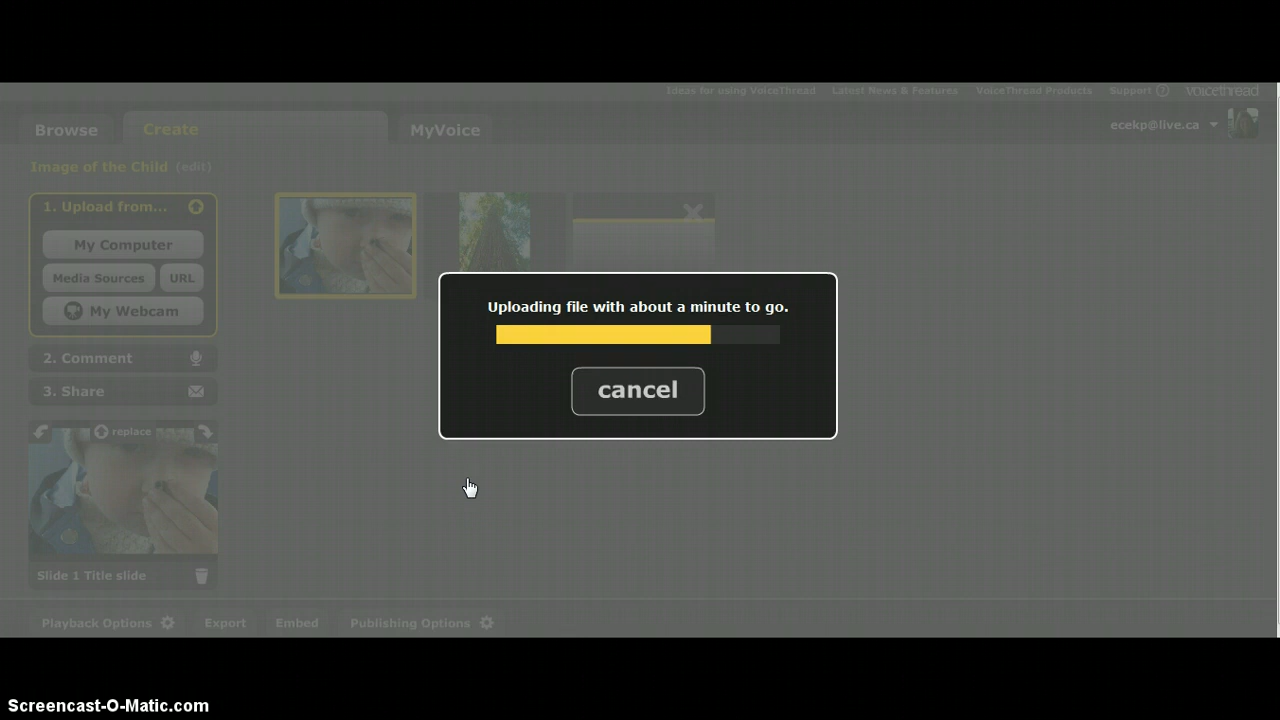 Ideas for using VoiceThread Latest News & Features VoiceThread Products Support ? voicethread
Browse Create MyVoice ecekp@live.ca
Image of the Child (edit)
1. Upload from...
My Computer
Media Sources URL
My Webcam
2. Comment
3. Share
replace
Slide 1 Title slide
Uploading file with about a minute to go.
cancel
Playback Options Export Embed Publishing Options
Screencast-O-Matic.com